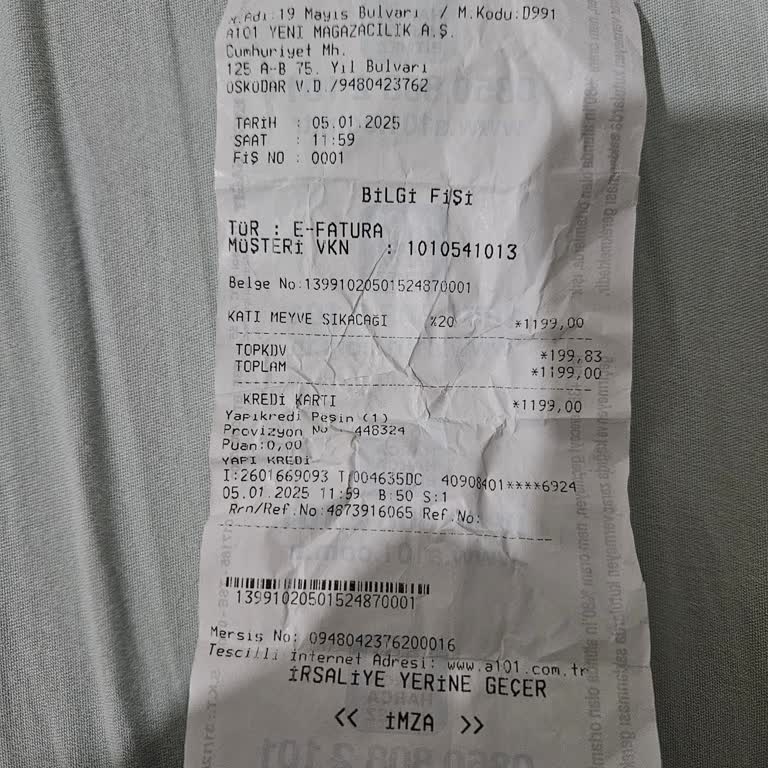 M.Adı:19 Mayıs Bulvarı / M.Kodu:D991
A101 YENİ MAGAZACILIK A.Ş.
Cumhuriyet Mh.
125 A-B 75. Yıl Bulvarı
ÜSKÜDAR V.D./9480423762
TARİH : 05.01.2025
SAAT : 11:59
FİŞ NO : 0001
BİLGİ FİŞİ
TÜR : E-FATURA
MÜŞTERİ VKN : 1010541013
Belge No:13991020501524870001
KATI MEYVE SIKACAGI %20 *1199,00
TOPKDV *199,83
TOPLAM *1199,00
KREDİ KARTI *1199,00
Yapıkredi Peşin (1)
Provizyon No : 448324
Puan:0,00
YAPI KREDİ
I:2601669093 T:004635DC 40908401****6924
05.01.2025 11:59 B:50 S:1
Rrn/Ref.No:4873916065 Ref.No:
13991020501524870001
Mersis No: 0948042376200016
Tescilli İnternet Adresi: www.a101.com.tr
İRSALİYE YERİNE GEÇER
<< İMZA >>